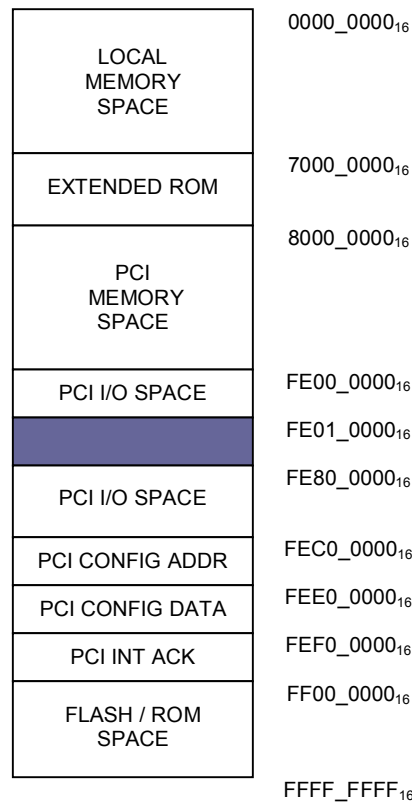 0000_0000₁₆
LOCAL
MEMORY
SPACE
7000_0000₁₆
EXTENDED ROM
8000_0000₁₆
PCI
MEMORY
SPACE
FE00_0000₁₆
PCI I/O SPACE
FE01_0000₁₆
FE80_0000₁₆
PCI I/O SPACE
FEC0_0000₁₆
PCI CONFIG ADDR
FEE0_0000₁₆
PCI CONFIG DATA
FEF0_0000₁₆
PCI INT ACK
FF00_0000₁₆
FLASH / ROM
SPACE
FFFF_FFFF₁₆